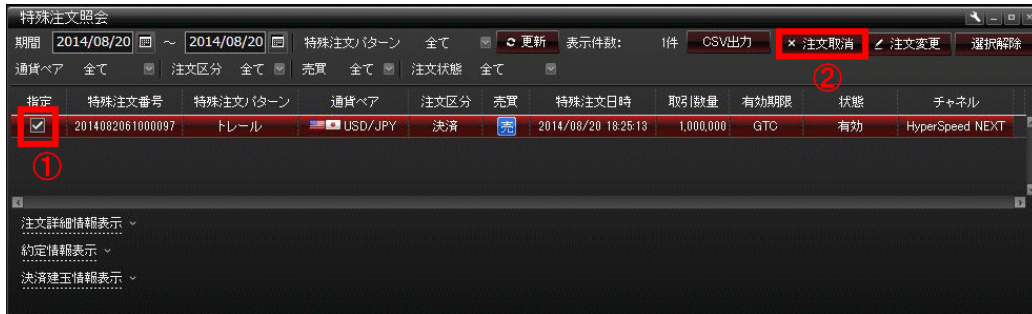 特殊注文照会
期間 2014/08/20 ～ 2014/08/20 特殊注文パターン 全て 更新 表示件数: 1件 CSV出力 × 注文取消 注文変更 選択解除
②
通貨ペア 全て 注文区分 全て 売買 全て 注文状態 全て
指定 特殊注文番号 特殊注文パターン 通貨ペア 注文区分 売買 特殊注文日時 取引数量 有効期限 状態 チャネル
2014082061000097 トレール USD/JPY 決済 売 2014/08/20 18:25:13 1,000,000 GTC 有効 HyperSpeed NEXT
①
注文詳細情報表示
約定情報表示
決済建玉情報表示